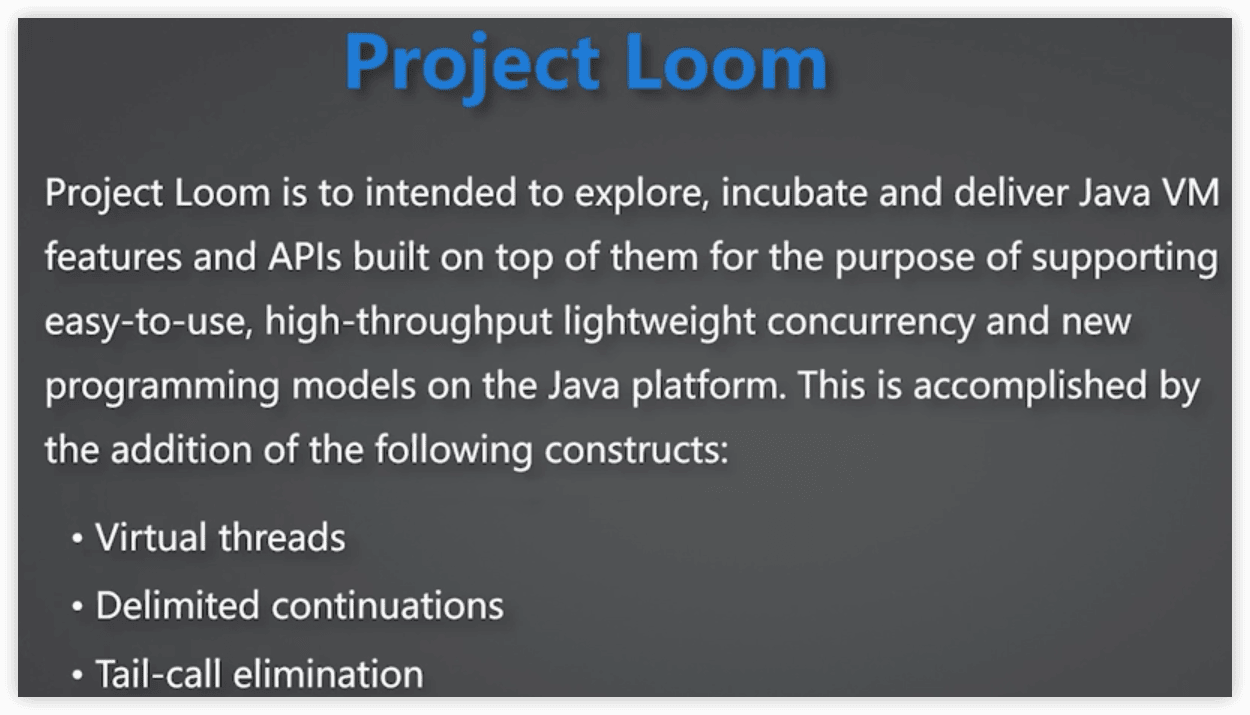 Project Loom
Project Loom is to intended to explore, incubate and deliver Java VM
features and APIs built on top of them for the purpose of supporting
easy-to-use, high-throughput lightweight concurrency and new
programming models on the Java platform. This is accomplished by
the addition of the following constructs:
• Virtual threads
• Delimited continuations
• Tail-call elimination